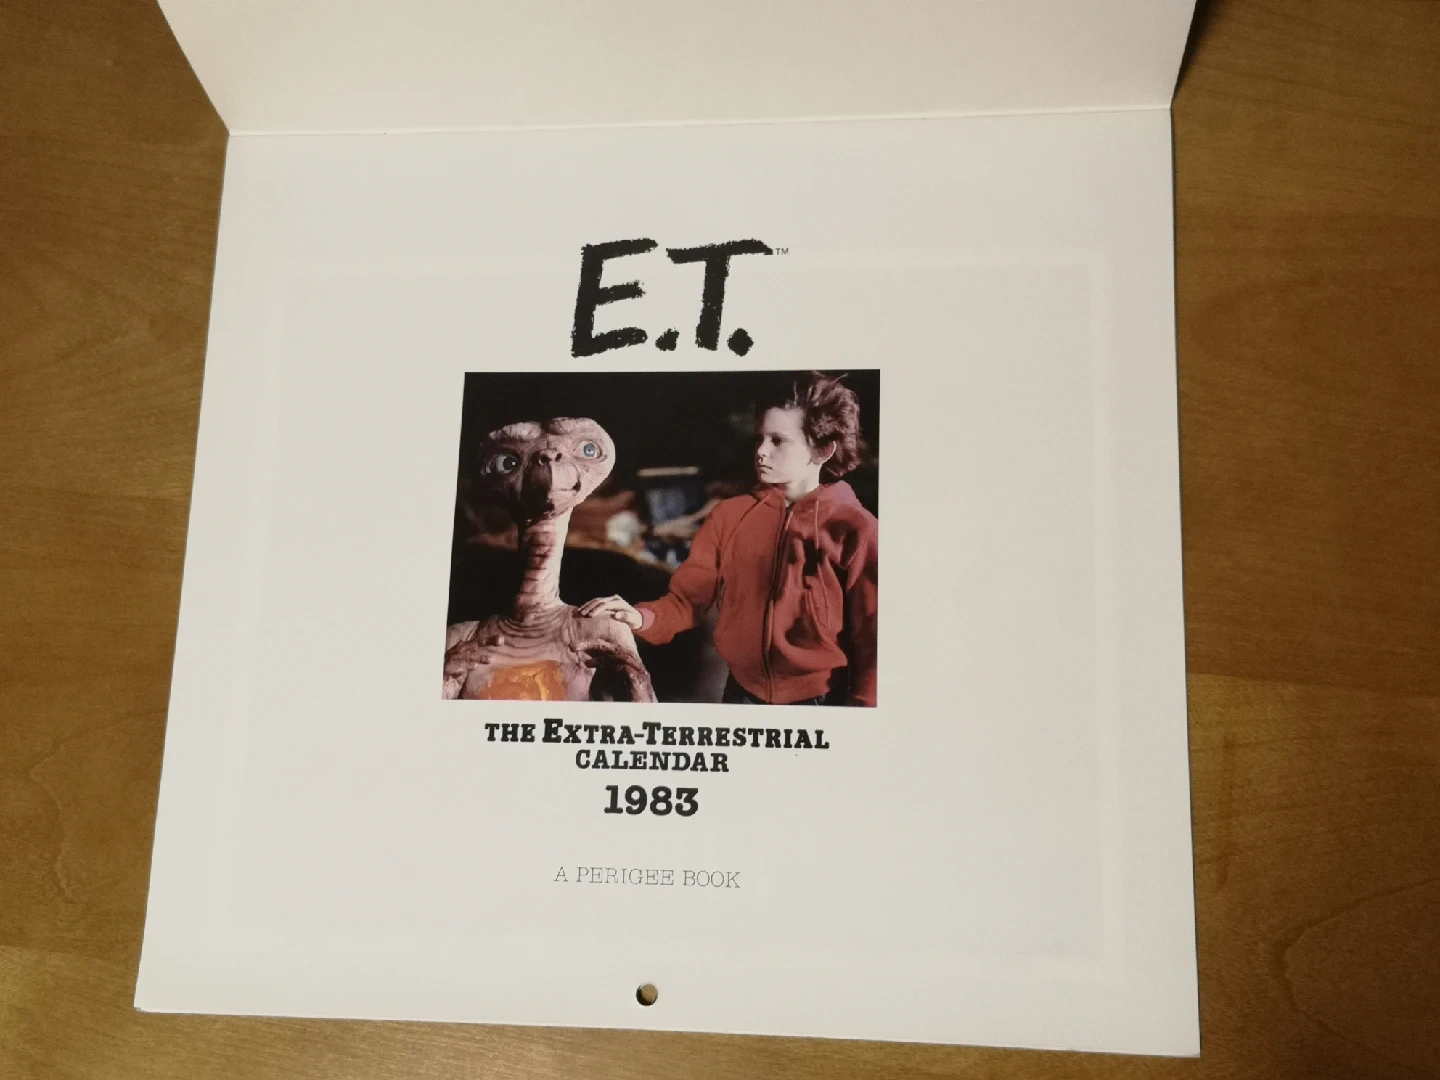 E.T.™
THE EXTRA-TERRESTRIAL
CALENDAR
1983
A PERIGEE BOOK